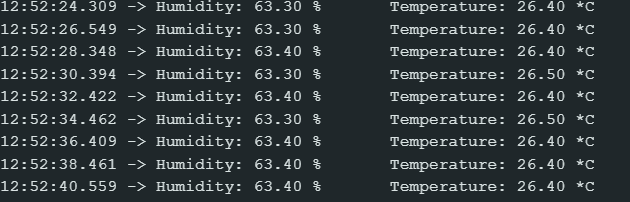 12:52:24.309 -> Humidity: 63.30 %	Temperature: 26.40 *C
12:52:26.549 -> Humidity: 63.30 %	Temperature: 26.40 *C
12:52:28.348 -> Humidity: 63.40 %	Temperature: 26.40 *C
12:52:30.394 -> Humidity: 63.30 %	Temperature: 26.50 *C
12:52:32.422 -> Humidity: 63.40 %	Temperature: 26.40 *C
12:52:34.462 -> Humidity: 63.30 %	Temperature: 26.50 *C
12:52:36.409 -> Humidity: 63.40 %	Temperature: 26.40 *C
12:52:38.461 -> Humidity: 63.40 %	Temperature: 26.40 *C
12:52:40.559 -> Humidity: 63.40 %	Temperature: 26.40 *C